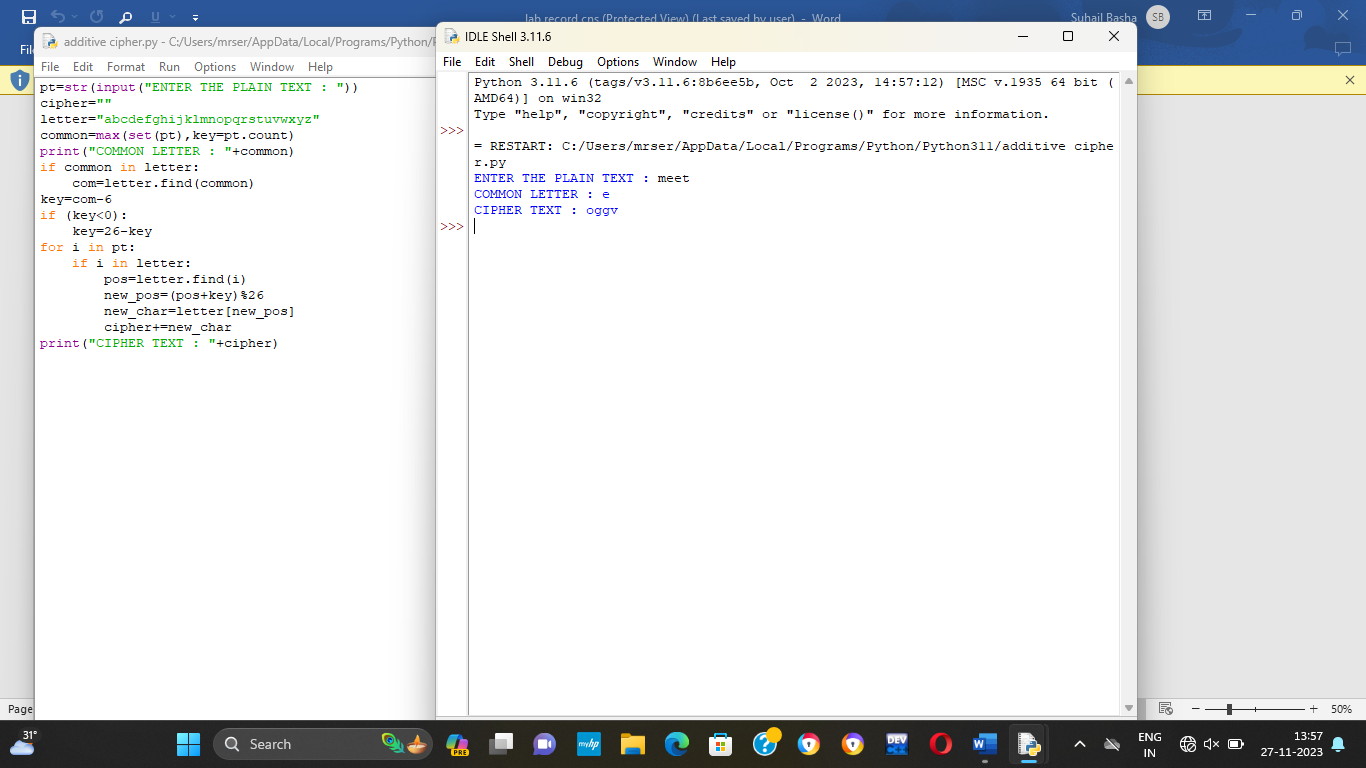 lab record cns (Protected View) (Last saved by user) - Word
Suhail Basha
SB
additive cipher.py - C:/Users/mrser/AppData/Local/Programs/Python/
File Edit Format Run Options Window Help
pt=str(input("ENTER THE PLAIN TEXT : "))
cipher=""
letter="abcdefghijklmnopqrstuvwxyz"
common=max(set(pt),key=pt.count)
print("COMMON LETTER : "+common)
if common in letter:
    com=letter.find(common)
key=com-6
if (key<0):
    key=26-key
for i in pt:
    if i in letter:
        pos=letter.find(i)
        new_pos=(pos+key)%26
        new_char=letter[new_pos]
        cipher+=new_char
print("CIPHER TEXT : "+cipher)
IDLE Shell 3.11.6
File Edit Shell Debug Options Window Help
Python 3.11.6 (tags/v3.11.6:8b6ee5b, Oct  2 2023, 14:57:12) [MSC v.1935 64 bit (
AMD64)] on win32
Type "help", "copyright", "credits" or "license()" for more information.
>>>
= RESTART: C:/Users/mrser/AppData/Local/Programs/Python/Python311/additive ciphe
r.py
ENTER THE PLAIN TEXT : meet
COMMON LETTER : e
CIPHER TEXT : oggv
>>>
Page
50%
31°
Search
PRE
myhp
DEV
ENG
IN
13:57
27-11-2023